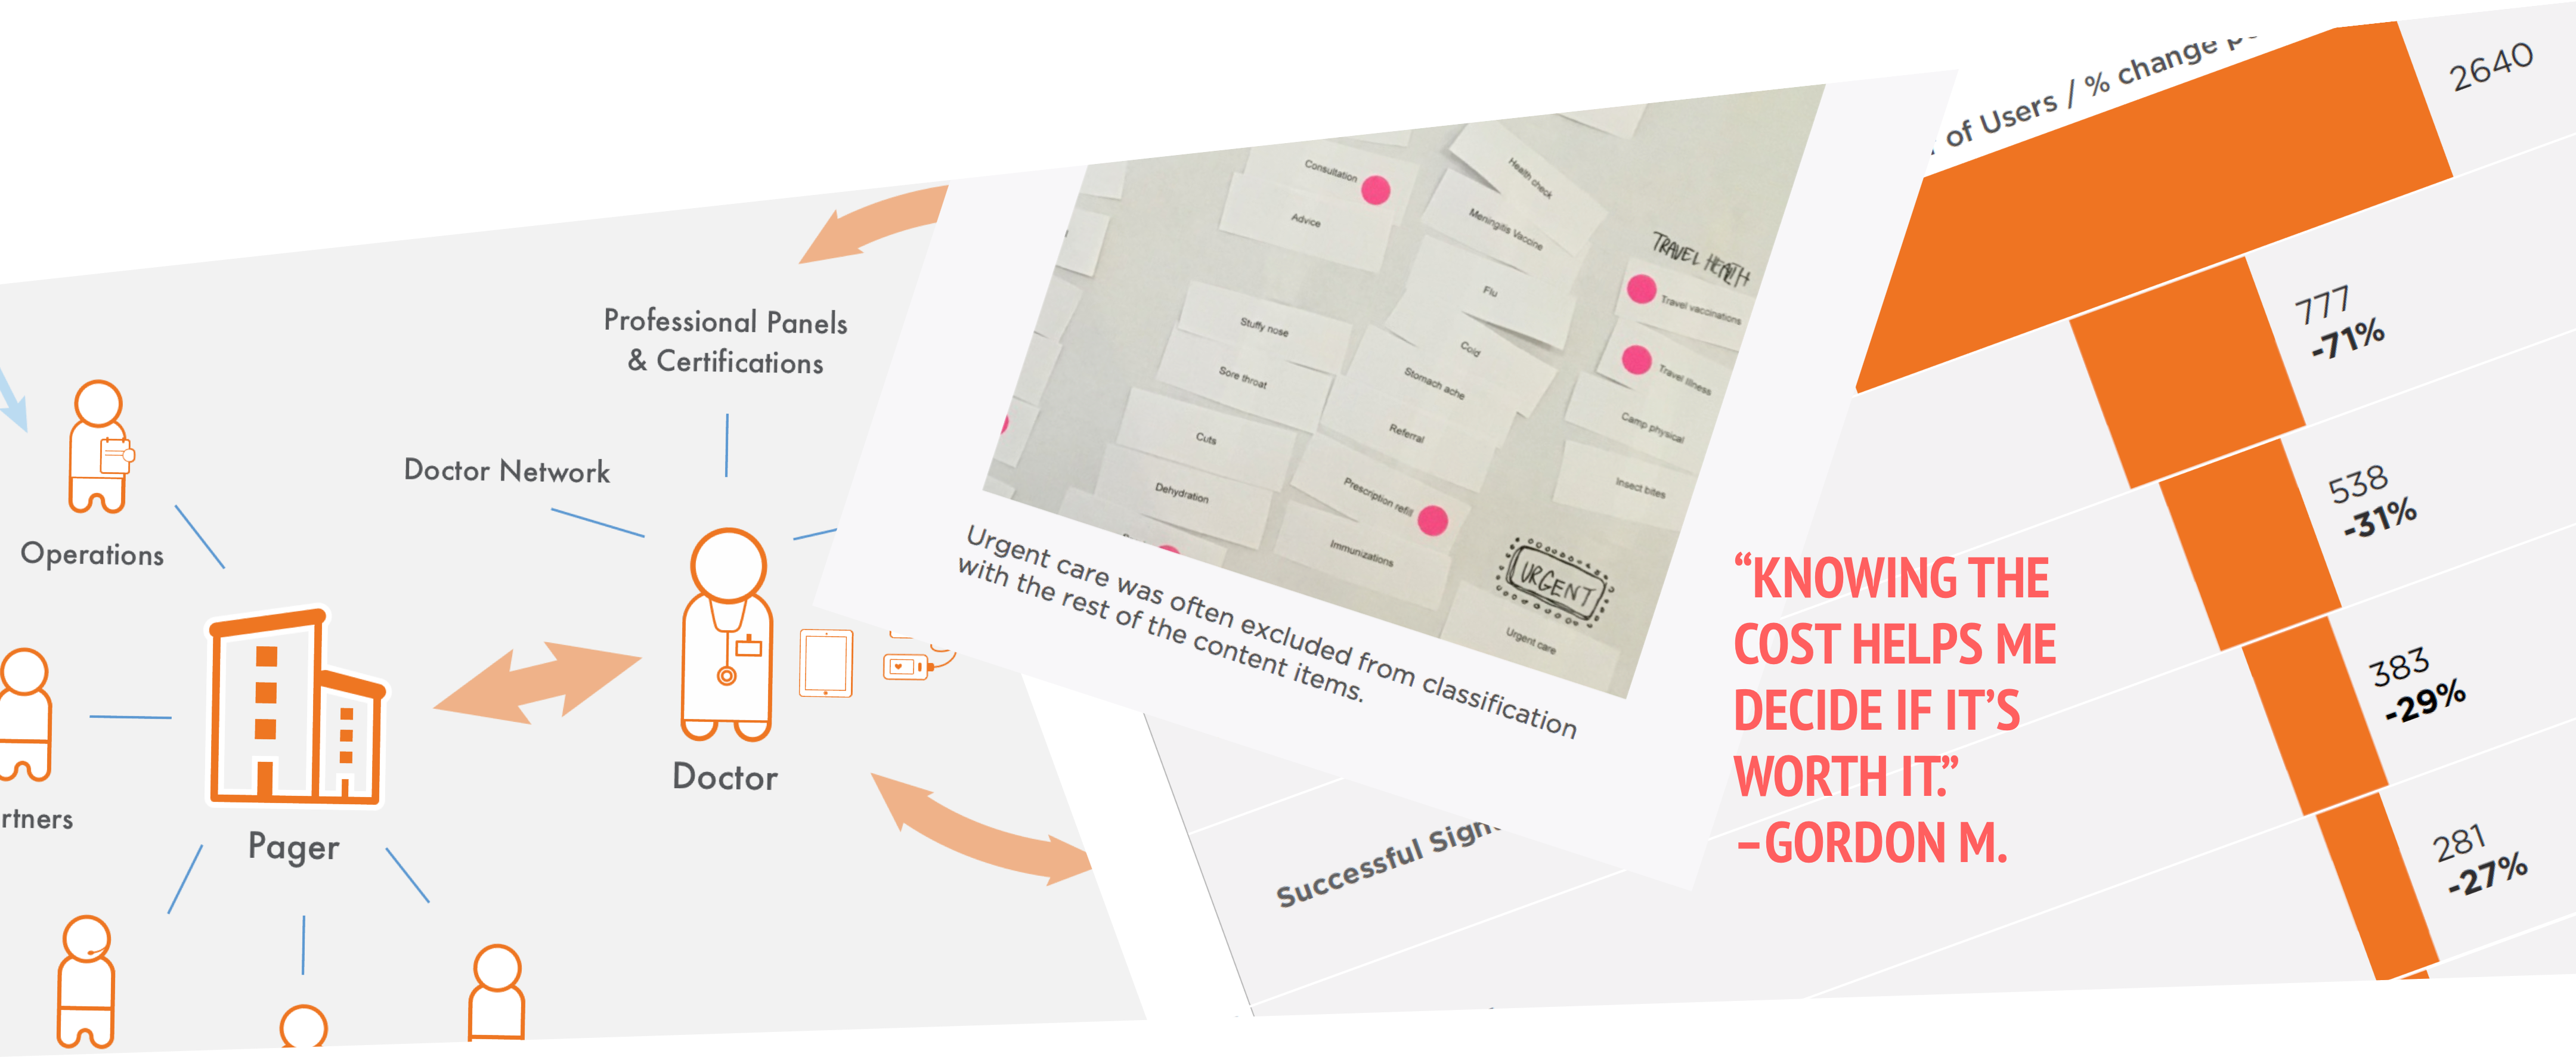 Professional Panels
& Certifications
Doctor Network
Operations
rtners
Pager
Doctor
Consultation
Advice
Health check
Meningitis Vaccine
Flu
Cold
Stomach ache
Referral
Prescription refill
Immunizations
Stuffy nose
Sore throat
Cuts
Dehydration
TRAVEL HEATH
Travel vaccinations
Travel illness
Camp physical
Insect bites
URGENT
Urgent care
Urgent care was often excluded from classification
with the rest of the content items.
of Users / % change p
2640
777
-71%
538
-31%
383
-29%
281
-27%
Successful Sign
“KNOWING THE
COST HELPS ME
DECIDE IF IT’S
WORTH IT.”
–GORDON M.